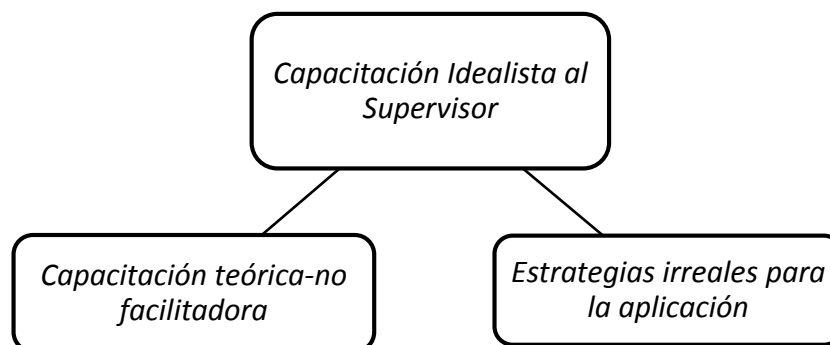 Capacitación Idealista al
Supervisor
Capacitación teórica-no
facilitadora
Estrategias irreales para
la aplicación